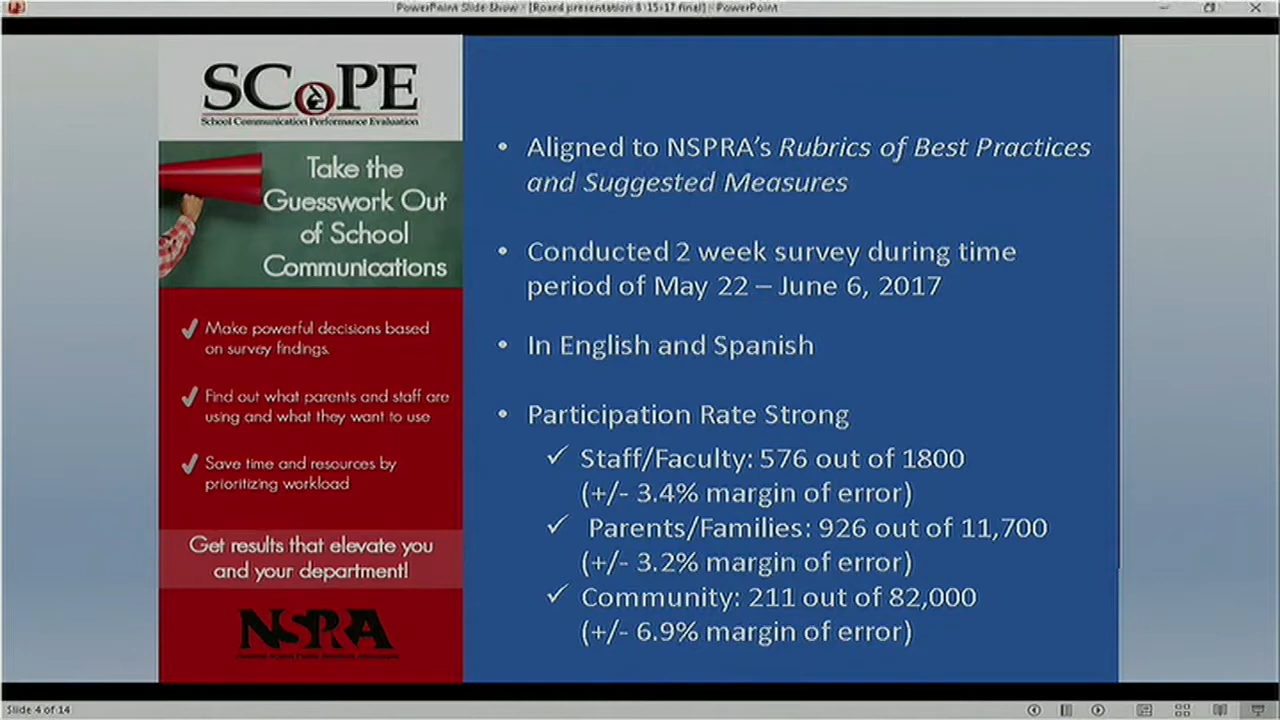 PowerPoint Slide Show - [Board presentation 8 15 17 final] - PowerPoint
SCOPE
School Communication Performance Evaluation
Take the
Guesswork Out
of School
Communications
Make powerful decisions based
on survey findings.
Find out what parents and staff are
using and what they want to use
Save time and resources by
prioritizing workload
Get results that elevate you
and your department!
NSPRA
• Aligned to NSPRA's Rubrics of Best Practices
and Suggested Measures
• Conducted 2 week survey during time
period of May 22 – June 6, 2017
• In English and Spanish
• Participation Rate Strong
✓ Staff/Faculty: 576 out of 1800
(+/- 3.4% margin of error)
✓ Parents/Families: 926 out of 11,700
(+/- 3.2% margin of error)
✓ Community: 211 out of 82,000
(+/- 6.9% margin of error)
Slide 4 of 14